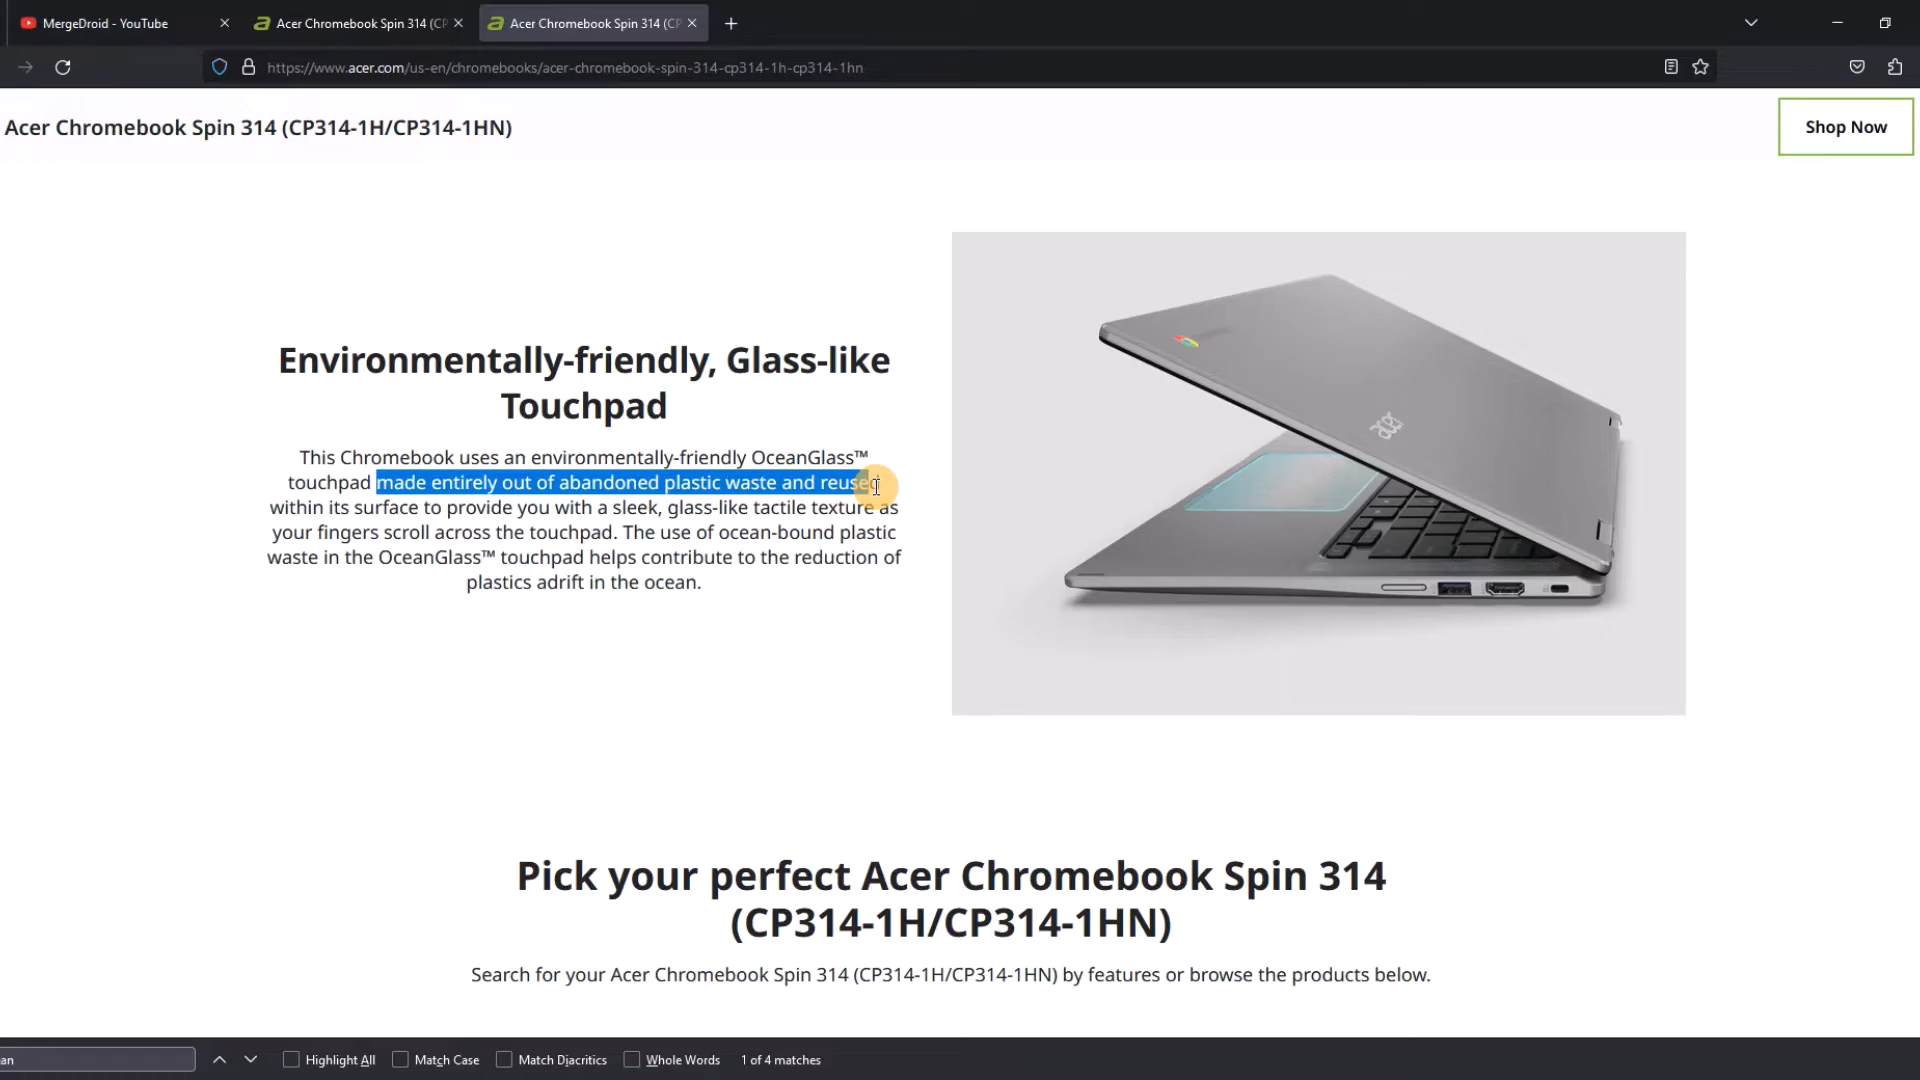 MergeDroid - YouTube
Acer Chromebook Spin 314 (CP
Acer Chromebook Spin 314 (CP
https://www.acer.com/us-en/chromebooks/acer-chromebook-spin-314-cp314-1h-cp314-1hn
Acer Chromebook Spin 314 (CP314-1H/CP314-1HN)
Shop Now
Environmentally-friendly, Glass-like
Touchpad
This Chromebook uses an environmentally-friendly OceanGlass™
touchpad made entirely out of abandoned plastic waste and reused
within its surface to provide you with a sleek, glass-like tactile texture as
your fingers scroll across the touchpad. The use of ocean-bound plastic
waste in the OceanGlass™ touchpad helps contribute to the reduction of
plastics adrift in the ocean.
acer
Pick your perfect Acer Chromebook Spin 314
(CP314-1H/CP314-1HN)
Search for your Acer Chromebook Spin 314 (CP314-1H/CP314-1HN) by features or browse the products below.
an
Highlight All
Match Case
Match Diacritics
Whole Words
1 of 4 matches